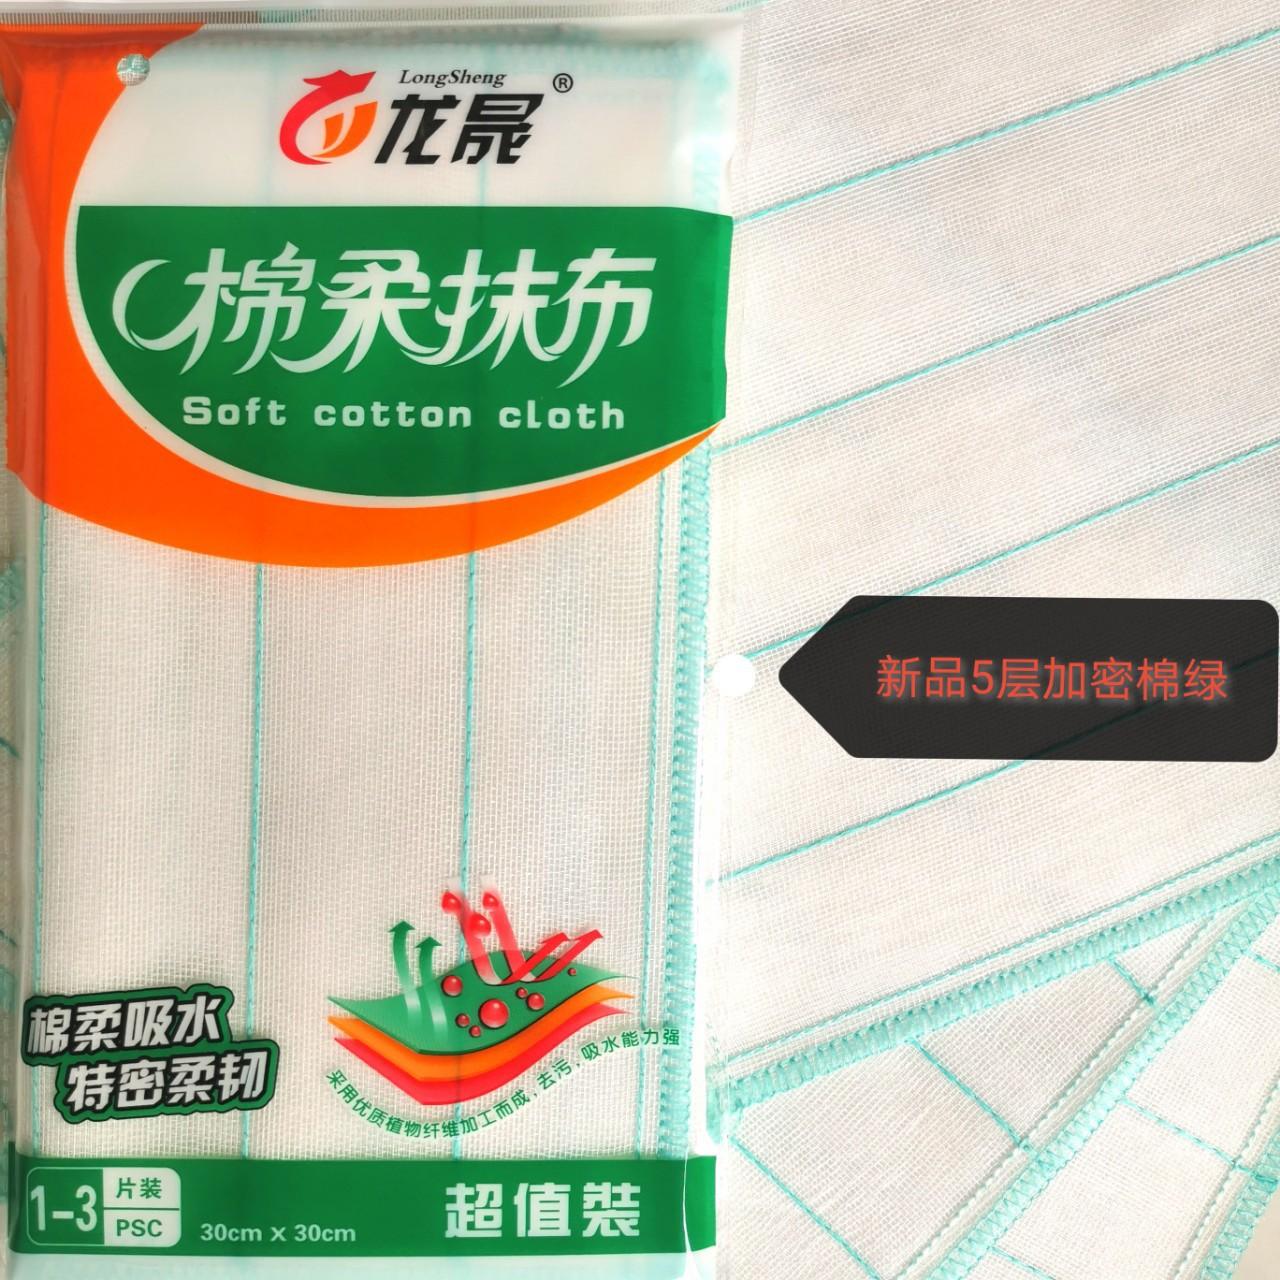 LongSheng
龙晟®
棉柔抹布
Soft cotton cloth
新品5层加密棉绿
棉柔吸水
特密柔韧
采用优质植物纤维加工而成,去污,吸水能力强
1-3 片装
PSC
30cm x 30cm
超值装